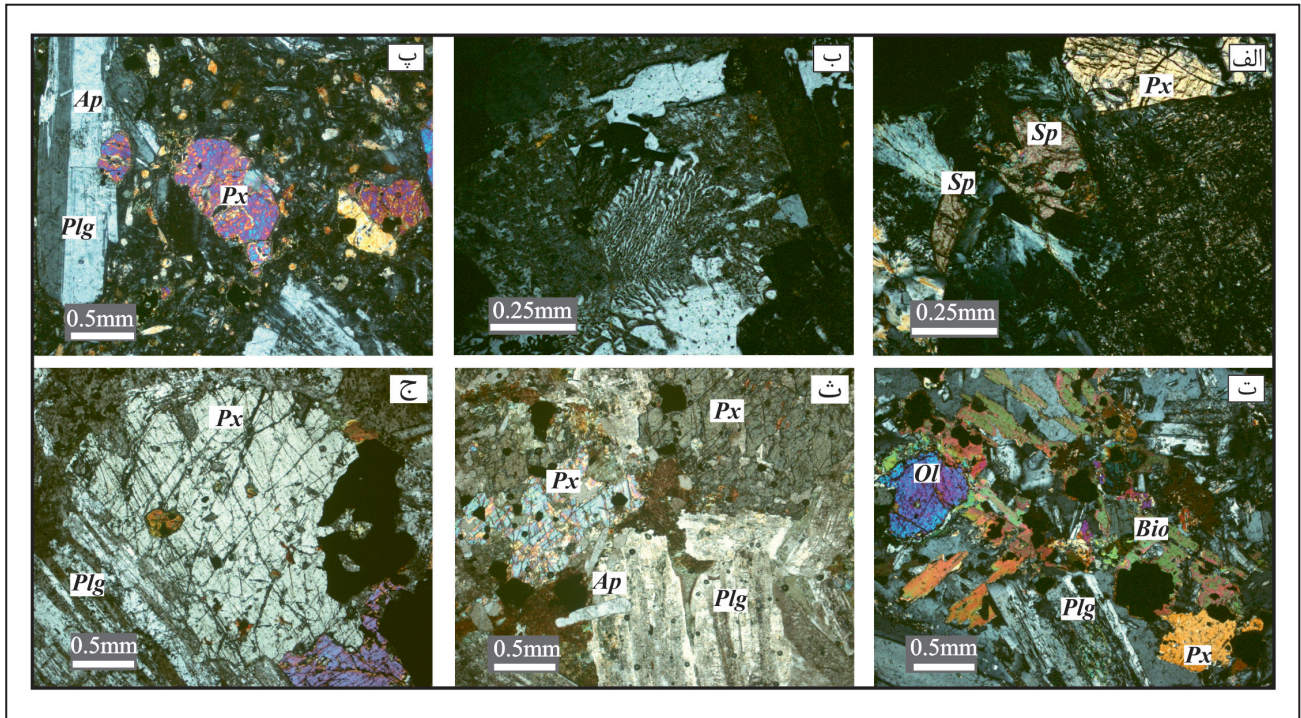 الف
Px
Sp
Sp
0.25mm
ب
0.25mm
پ
Ap
Px
Plg
0.5mm
ت
Ol
Bio
Plg
Px
0.5mm
ث
Px
Px
Ap
Plg
0.5mm
ج
Px
Plg
0.5mm